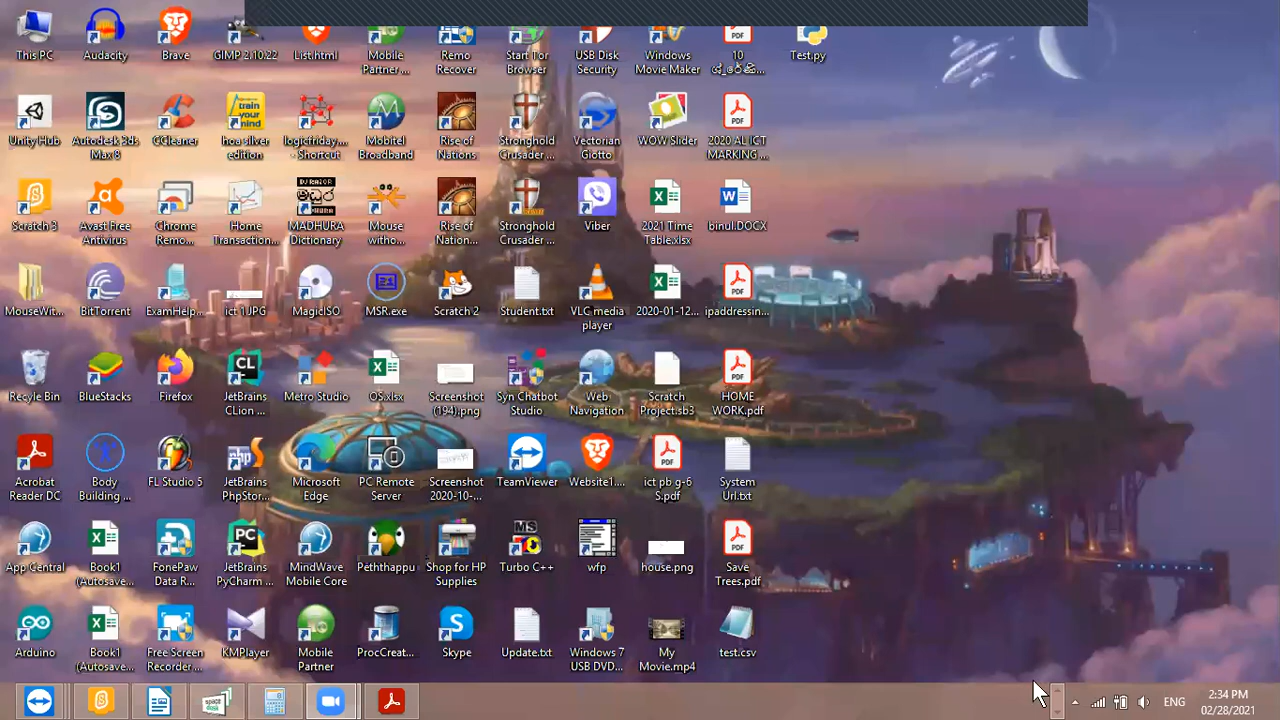 This PC
Audacity
Brave
GIMP 2.10.22
List.html
Mobile
Partner ...
Remo
Recover
Start Tor
Browser
USB Disk
Security
Windows
Movie Maker
10
Test.py
Unity Hub
Autodesk 3ds
Max 8
CCleaner
train
your
mind
hoa silver
edition
logicfriday....
- Shortcut
Mobitel
Broadband
Rise of
Nations
Stronghold
Crusader ...
Vectorian
Giotto
WOW Slider
2020 AL ICT
MARKING ...
Scratch 3
Avast Free
Antivirus
Chrome
Remo...
Home
Transaction...
MADHURA
Dictionary
Mouse
witho...
Rise of
Nation...
Stronghold
Crusader ...
Viber
2021 Time
Table.xlsx
binul.DOCX
MouseWit...
BitTorrent
ExamHelp...
ict 1JPG
MagicISO
MSR.exe
Scratch 2
Student.txt
VLC media
player
2020-01-12...
ipaddressin...
Recyle Bin
BlueStacks
Firefox
CL
JetBrains
CLion ...
Metro Studio
OS.xlsx
Screenshot
(194).png
Syn Chatbot
Studio
Web
Navigation
Scratch
Project.sb3
HOME
WORK.pdf
Acrobat
Reader DC
Body
Building ...
FL Studio 5
JetBrains
PhpStor...
Microsoft
Edge
PC Remote
Server
Screenshot
2020-10-...
TeamViewer
Website1....
ict pb g-6
S.pdf
System
Url.txt
App Central
Book1
(Autosave...
FonePaw
Data R...
PC
JetBrains
PyCharm ...
MindWave
Mobile Core
Peththappu
Shop for HP
Supplies
MS
Turbo C++
wfp
house.png
Save
Trees.pdf
Arduino
Book1
(Autosave...
Free Screen
Recorder...
KMPlayer
Mobile
Partner
ProcCreat...
Skype
Update.txt
Windows 7
USB DVD...
My
Movie.mp4
test.csv
ENG
2:34 PM
02/28/2021